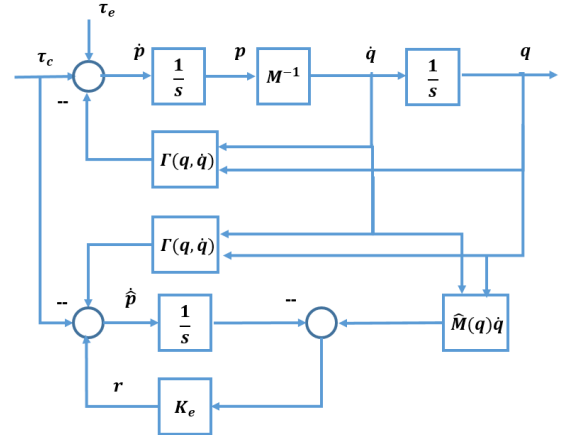 τ_e
τ_c ṗ 1/s p M⁻¹ q̇ 1/s q
--
Γ(q, q̇)
Γ(q, q̇)
-- p̂̇ 1/s -- M̂(q)q̇
r K_e